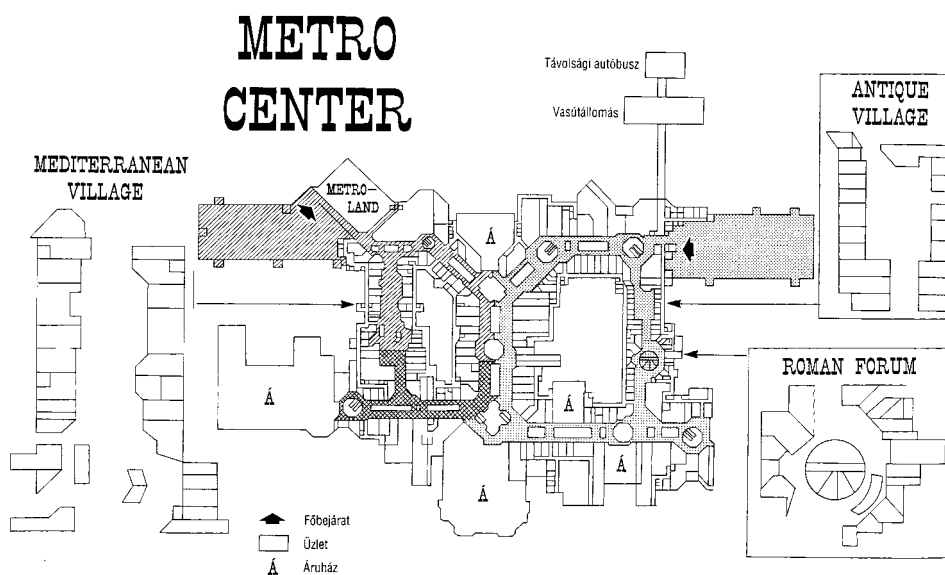 METRO
CENTER
Távolsági autóbusz
Vasútállomás
ANTIQUE
VILLAGE
MEDITERRANEAN
VILLAGE
METRO-
LAND
Á
Á
Á
Á
Á
ROMAN FORUM
Főbejárat
Üzlet
Á Áruház